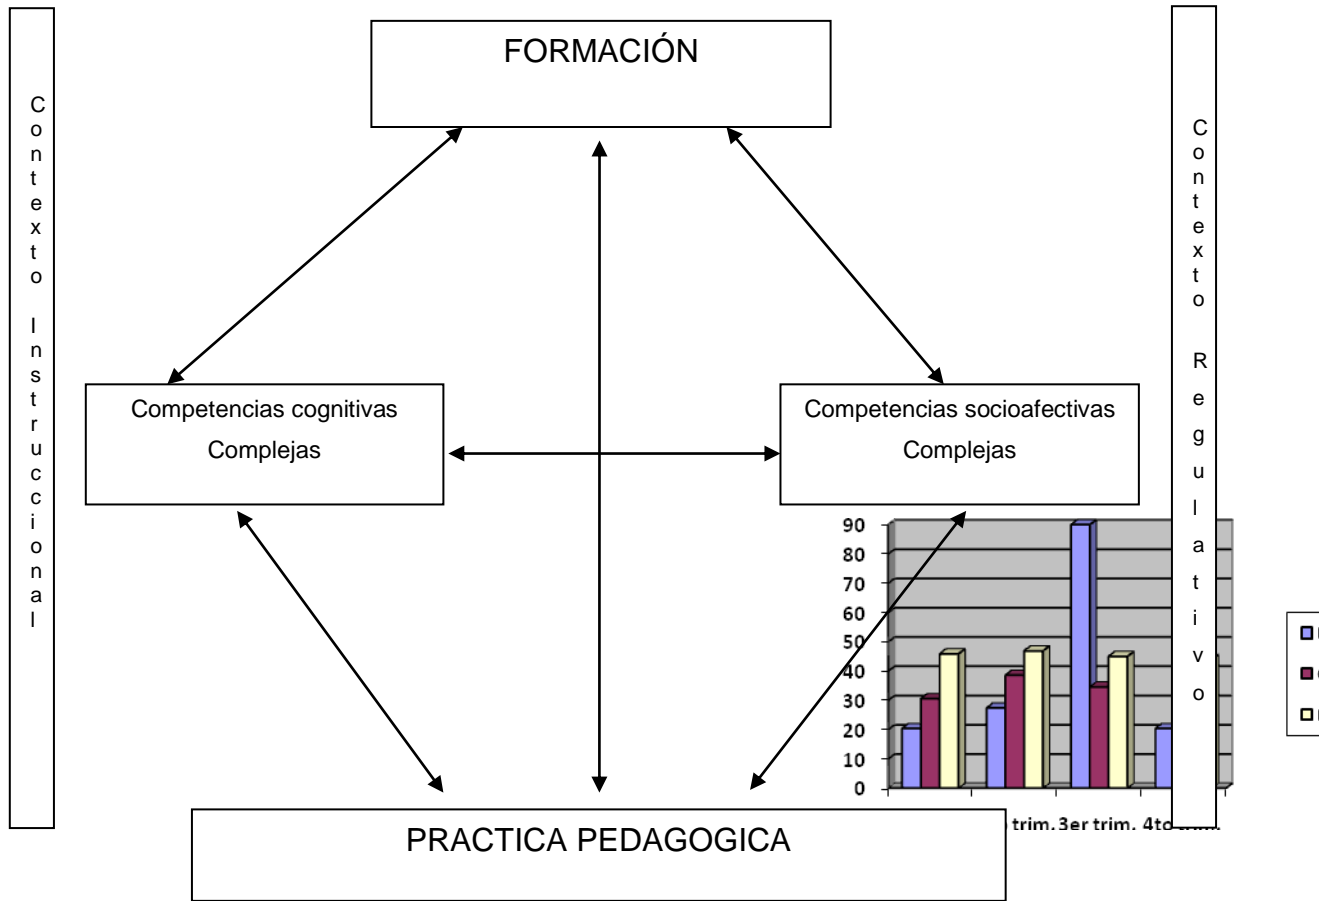 FORMACIÓN
Contexto Instruccional
Contexto Regulativo
Competencias cognitivas
Complejas
Competencias socioafectivas
Complejas
90
80
70
60
50
40
30
20
10
0
trim. 3er trim. 4to
PRACTICA PEDAGOGICA